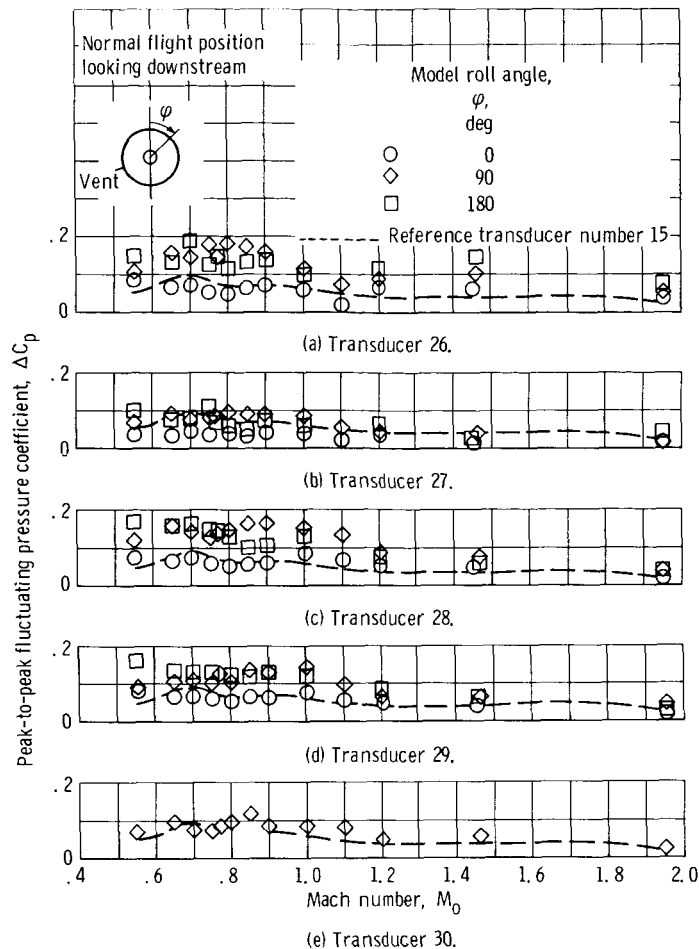 Normal flight position
looking downstream
φ
Vent
Model roll angle,
φ,
deg
0
90
180
Reference transducer number 15
.2
.1
0
(a) Transducer 26.
.2
0
(b) Transducer 27.
.2
0
(c) Transducer 28.
.2
0
(d) Transducer 29.
.2
0
.4 .6 .8 1.0 1.2 1.4 1.6 1.8 2.0
Mach number, M0
(e) Transducer 30.
Peak-to-peak fluctuating pressure coefficient, ΔCp